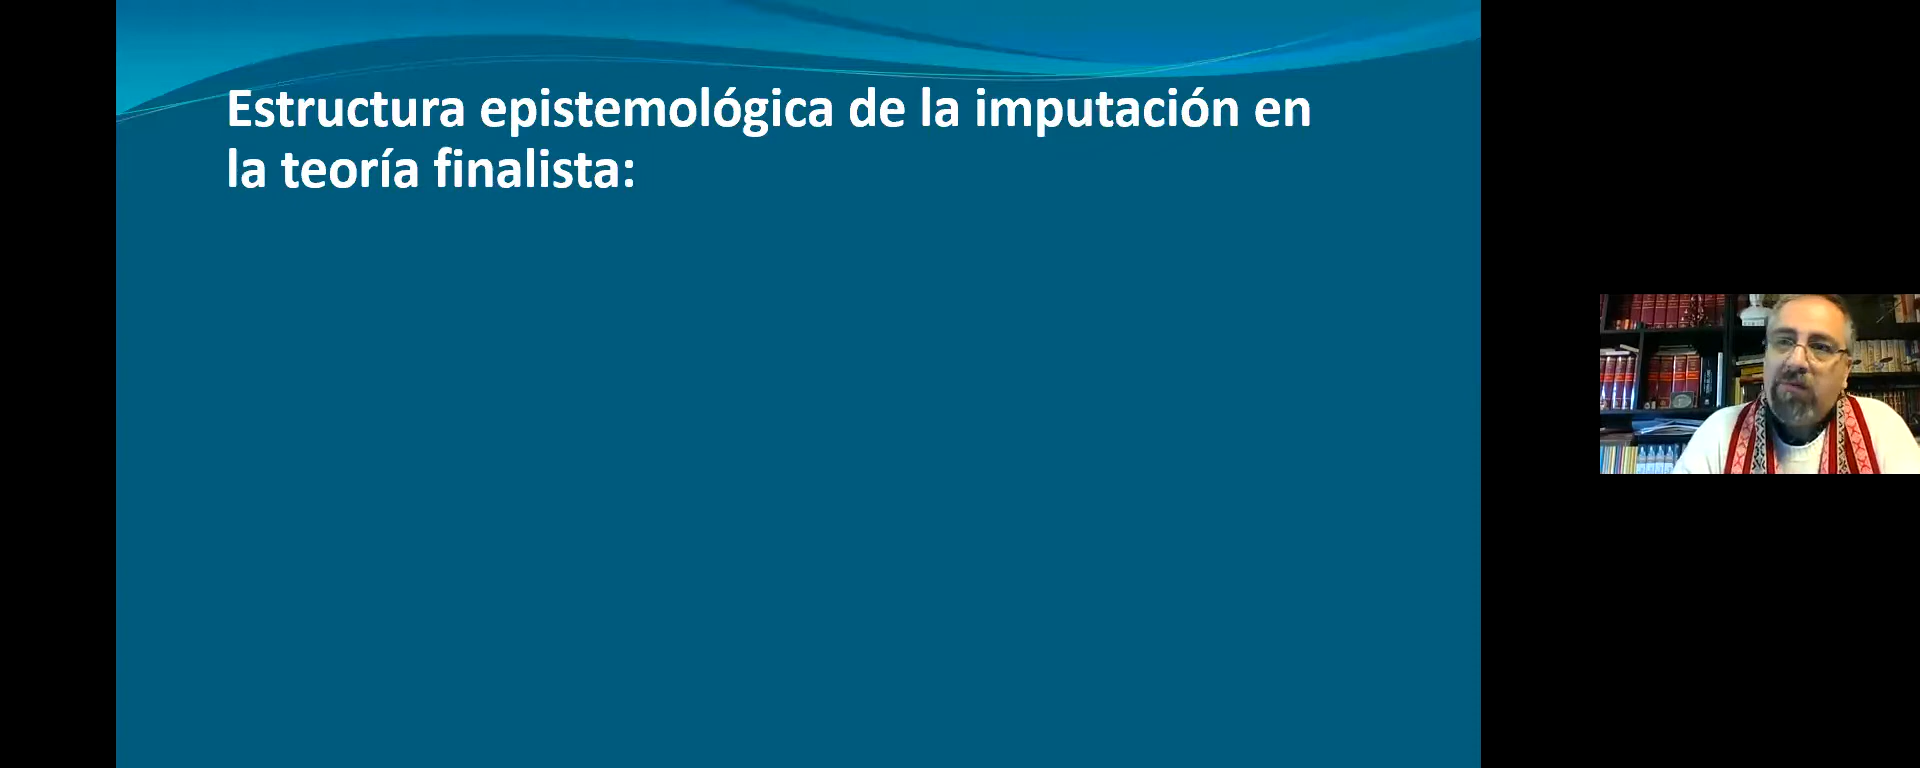 Estructura epistemológica de la imputación en
la teoría finalista: